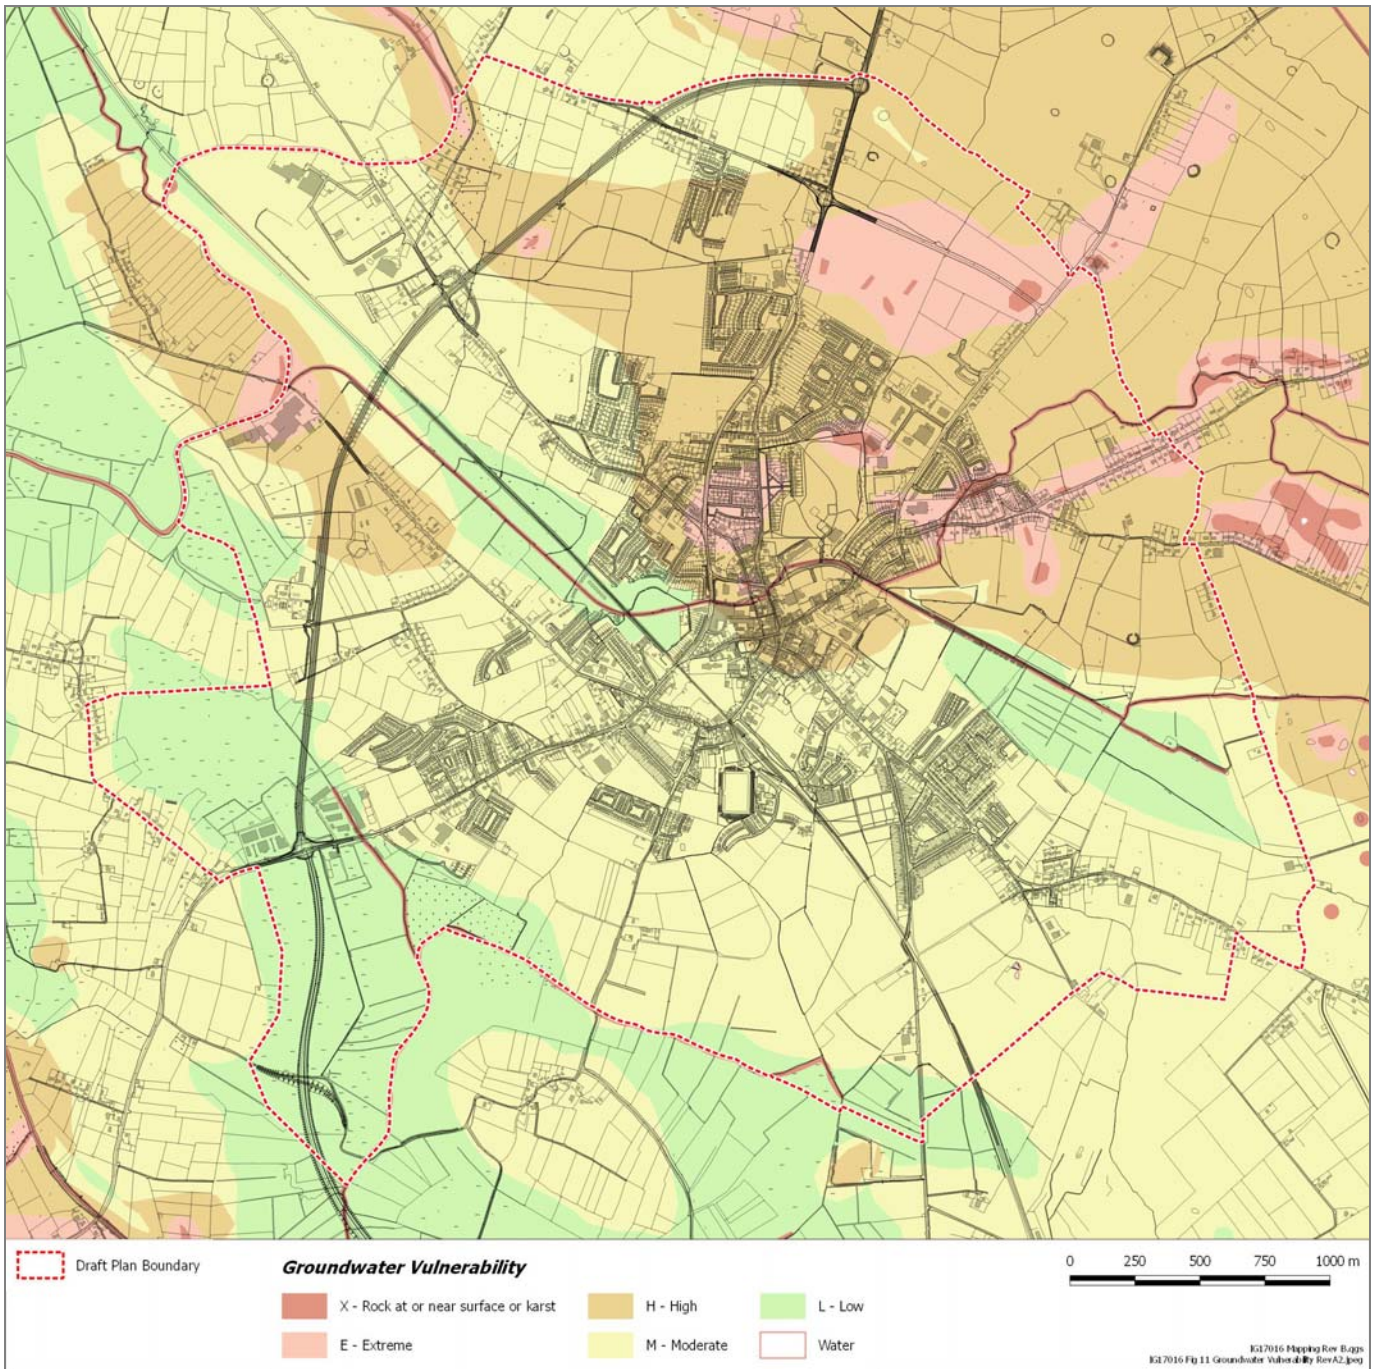 Draft Plan Boundary
Groundwater Vulnerability
X - Rock at or near surface or karst
H - High
L - Low
E - Extreme
M - Moderate
Water
0 250 500 750 1000 m
IG17016 Mapping Rev B.qgs
IG17016 Fig 11 Groundwater Vulnerability RevA2.jpeg